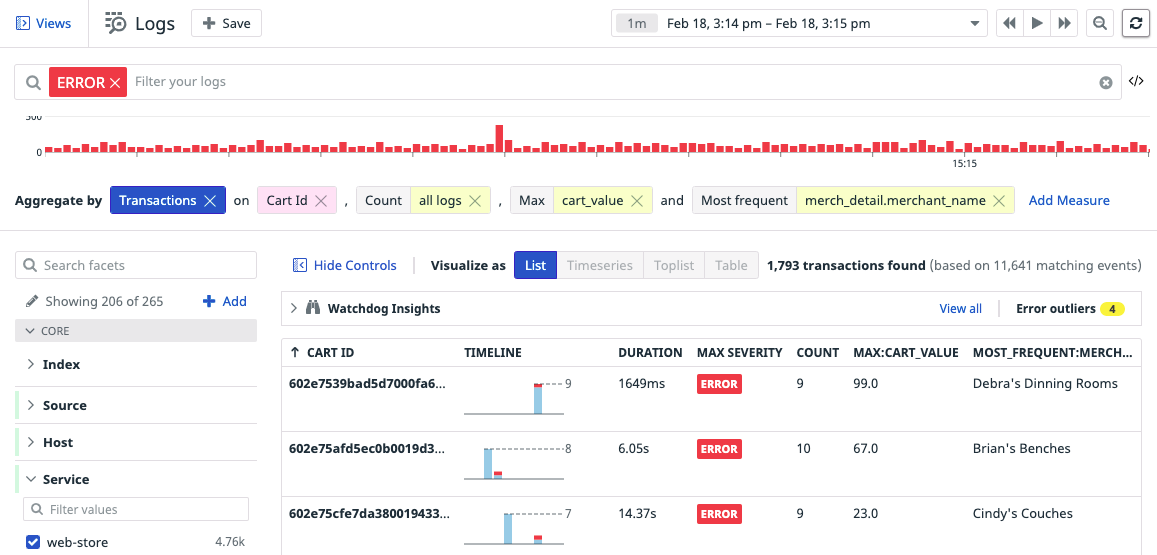 Views
Logs
Save
1m Feb 18, 3:14 pm – Feb 18, 3:15 pm
ERROR Filter your logs
</>
500
0
15:15
Aggregate by Transactions on Cart Id , Count all logs , Max cart_value and Most frequent merch_detail.merchant_name Add Measure
Search facets
Hide Controls Visualize as List Timeseries Toplist Table 1,793 transactions found (based on 11,641 matching events)
Showing 206 of 265 Add
Watchdog Insights View all Error outliers 4
CORE
CART ID TIMELINE DURATION MAX SEVERITY COUNT MAX:CART_VALUE MOST_FREQUENT:MERCH...
Index
602e7539bad5d7000fa6... 9 1649ms ERROR 9 99.0 Debra's Dinning Rooms
Source
Host
602e75afd5ec0b0019d3... 8 6.05s ERROR 10 67.0 Brian's Benches
Service
Filter values
602e75cfe7da380019433... 7 14.37s ERROR 9 23.0 Cindy's Couches
web-store 4.76k